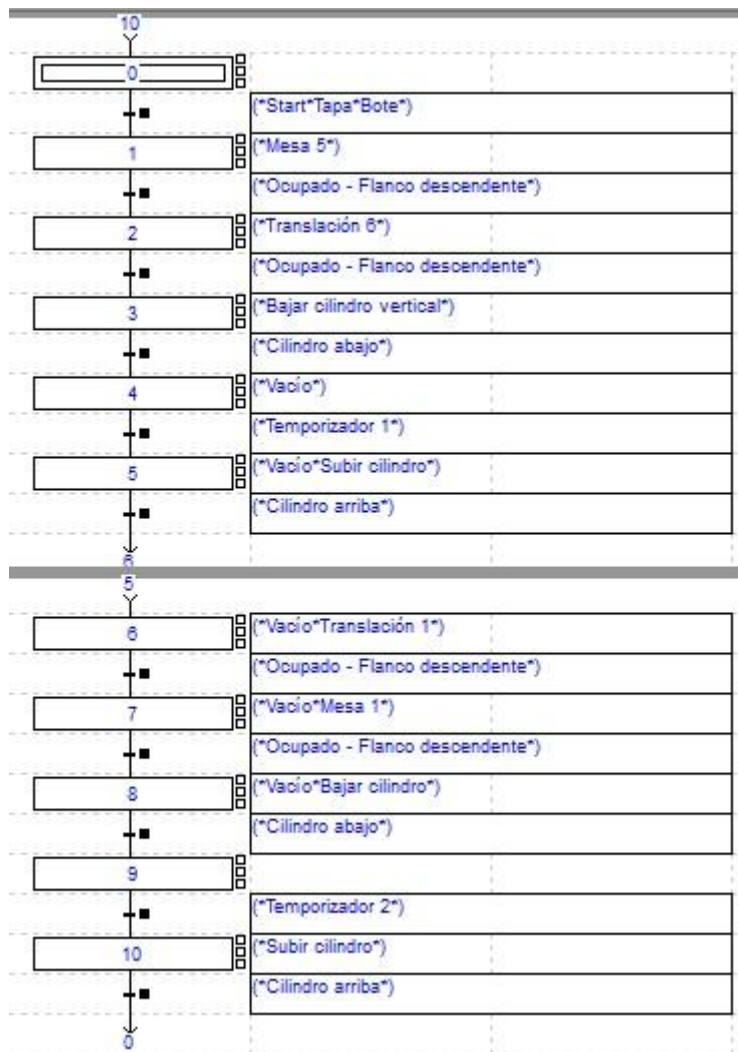 10
0
(*Start*Tapa*Bote*)
1 (*Mesa 5*)
(*Ocupado - Flanco descendente*)
2 (*Translación 6*)
(*Ocupado - Flanco descendente*)
3 (*Bajar cilindro vertical*)
(*Cilindro abajo*)
4 (*Vacío*)
(*Temporizador 1*)
5 (*Vacío*Subir cilindro*)
(*Cilindro arriba*)
6
5
6 (*Vacío*Translación 1*)
(*Ocupado - Flanco descendente*)
7 (*Vacío*Mesa 1*)
(*Ocupado - Flanco descendente*)
8 (*Vacío*Bajar cilindro*)
(*Cilindro abajo*)
9
(*Temporizador 2*)
10 (*Subir cilindro*)
(*Cilindro arriba*)
0